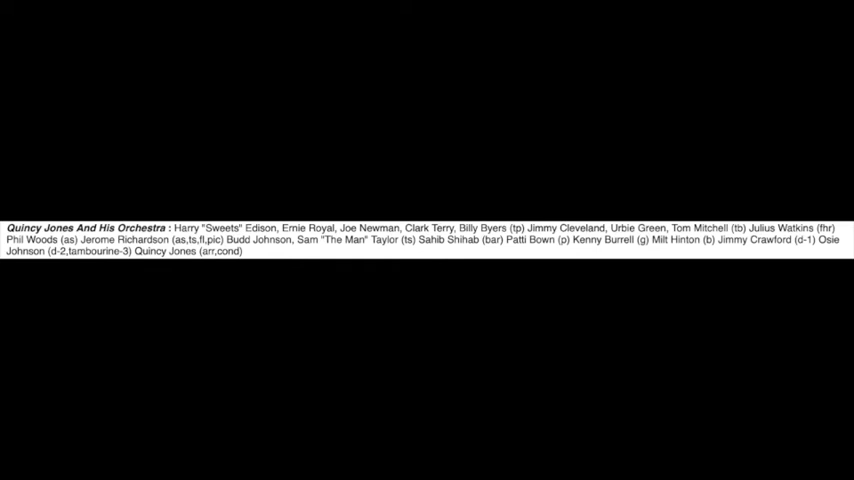 Quincy Jones And His Orchestra : Harry "Sweets" Edison, Ernie Royal, Joe Newman, Clark Terry, Billy Byers (tp) Jimmy Cleveland, Urbie Green, Tom Mitchell (tb) Julius Watkins (fhr)
Phil Woods (as) Jerome Richardson (as,ts,fl,pic) Budd Johnson, Sam "The Man" Taylor (ts) Sahib Shihab (bar) Patti Bown (p) Kenny Burrell (g) Milt Hinton (b) Jimmy Crawford (d-1) Osie
Johnson (d-2,tambourine-3) Quincy Jones (arr,cond)